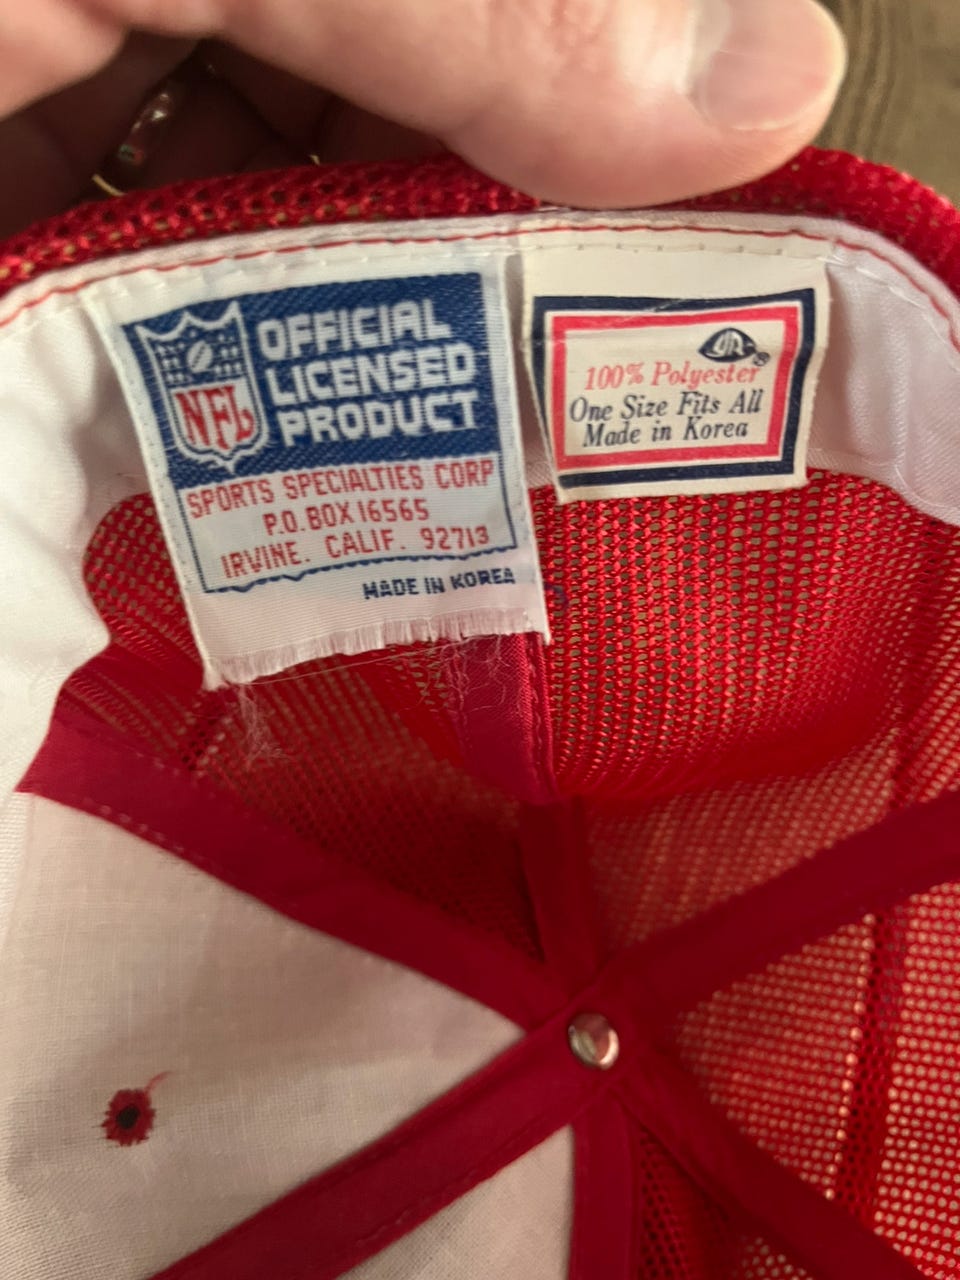 NFL
OFFICIAL
LICENSED
PRODUCT
SPORTS SPECIALTIES CORP
P.O. BOX 16565
IRVINE. CALIF. 92713
MADE IN KOREA
®
100% Polyester
One Size Fits All
Made in Korea